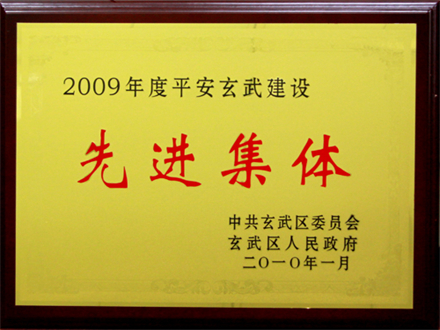 2009年度平安玄武建设
先进集体
中共玄武区委员会
玄武区人民政府
二〇一〇年一月